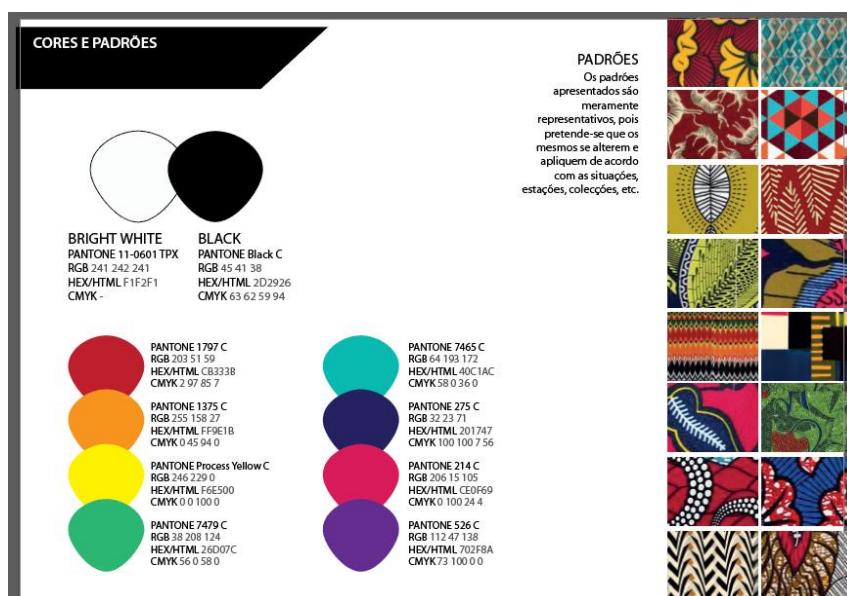 CORES E PADRÕES
PADRÕES
Os padrões
apresentados são
meramente
representativos, pois
pretende-se que os
mesmos se alterem e
apliquem de acordo
com as situações,
estações, colecções, etc.
BRIGHT WHITE
PANTONE 11-0601 TPX
RGB 241 242 241
HEX/HTML F1F2F1
CMYK -
BLACK
PANTONE Black C
RGB 45 41 38
HEX/HTML 2D2926
CMYK 63 62 59 94
PANTONE 1797 C
RGB 203 51 59
HEX/HTML CB333B
CMYK 2 97 85 7
PANTONE 1375 C
RGB 255 158 27
HEX/HTML FF9E1B
CMYK 0 45 94 0
PANTONE Process Yellow C
RGB 246 229 0
HEX/HTML F6E500
CMYK 0 0 100 0
PANTONE 7479 C
RGB 38 208 124
HEX/HTML 26D07C
CMYK 56 0 58 0
PANTONE 7465 C
RGB 64 193 172
HEX/HTML 40C1AC
CMYK 58 0 36 0
PANTONE 275 C
RGB 32 23 71
HEX/HTML 201747
CMYK 100 100 7 56
PANTONE 214 C
RGB 206 15 105
HEX/HTML CE0F69
CMYK 0 100 24 4
PANTONE 526 C
RGB 112 47 138
HEX/HTML 702F8A
CMYK 73 100 0 0